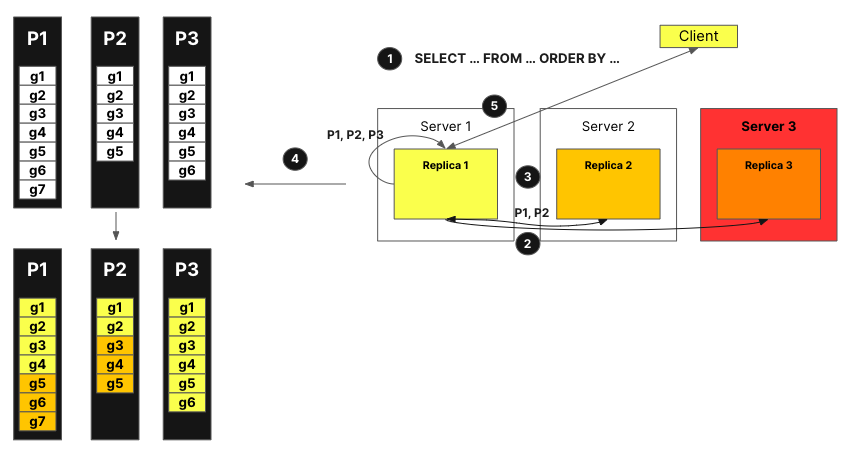 P1
P2
P3
g1
g2
g3
g4
g5
g6
g7
g1
g2
g3
g4
g5
g1
g2
g3
g4
g5
g6
1
SELECT ... FROM ... ORDER BY ...
Client
5
P1, P2, P3
4
Server 1
Replica 1
3
P1, P2
2
Server 2
Replica 2
Server 3
Replica 3
P1
P2
P3
g1
g2
g3
g4
g5
g6
g7
g1
g2
g3
g4
g5
g1
g2
g3
g4
g5
g6